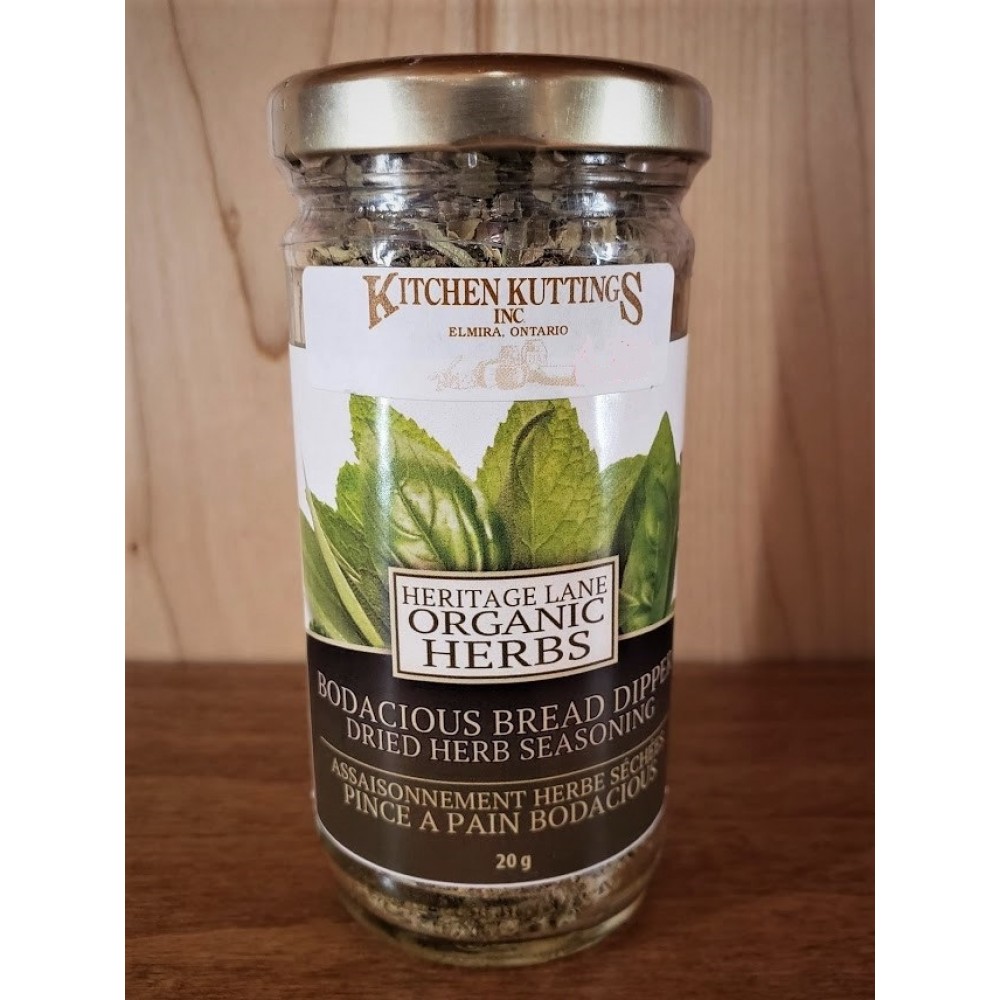 KITCHEN KUTTINGS
INC
ELMIRA, ONTARIO
HERITAGE LANE
ORGANIC
HERBS
BODACIOUS BREAD DIPPER
DRIED HERB SEASONING
ASSAISONNEMENT HERBE SÉCHÉES
PINCE A PAIN BODACIOUS
20 g